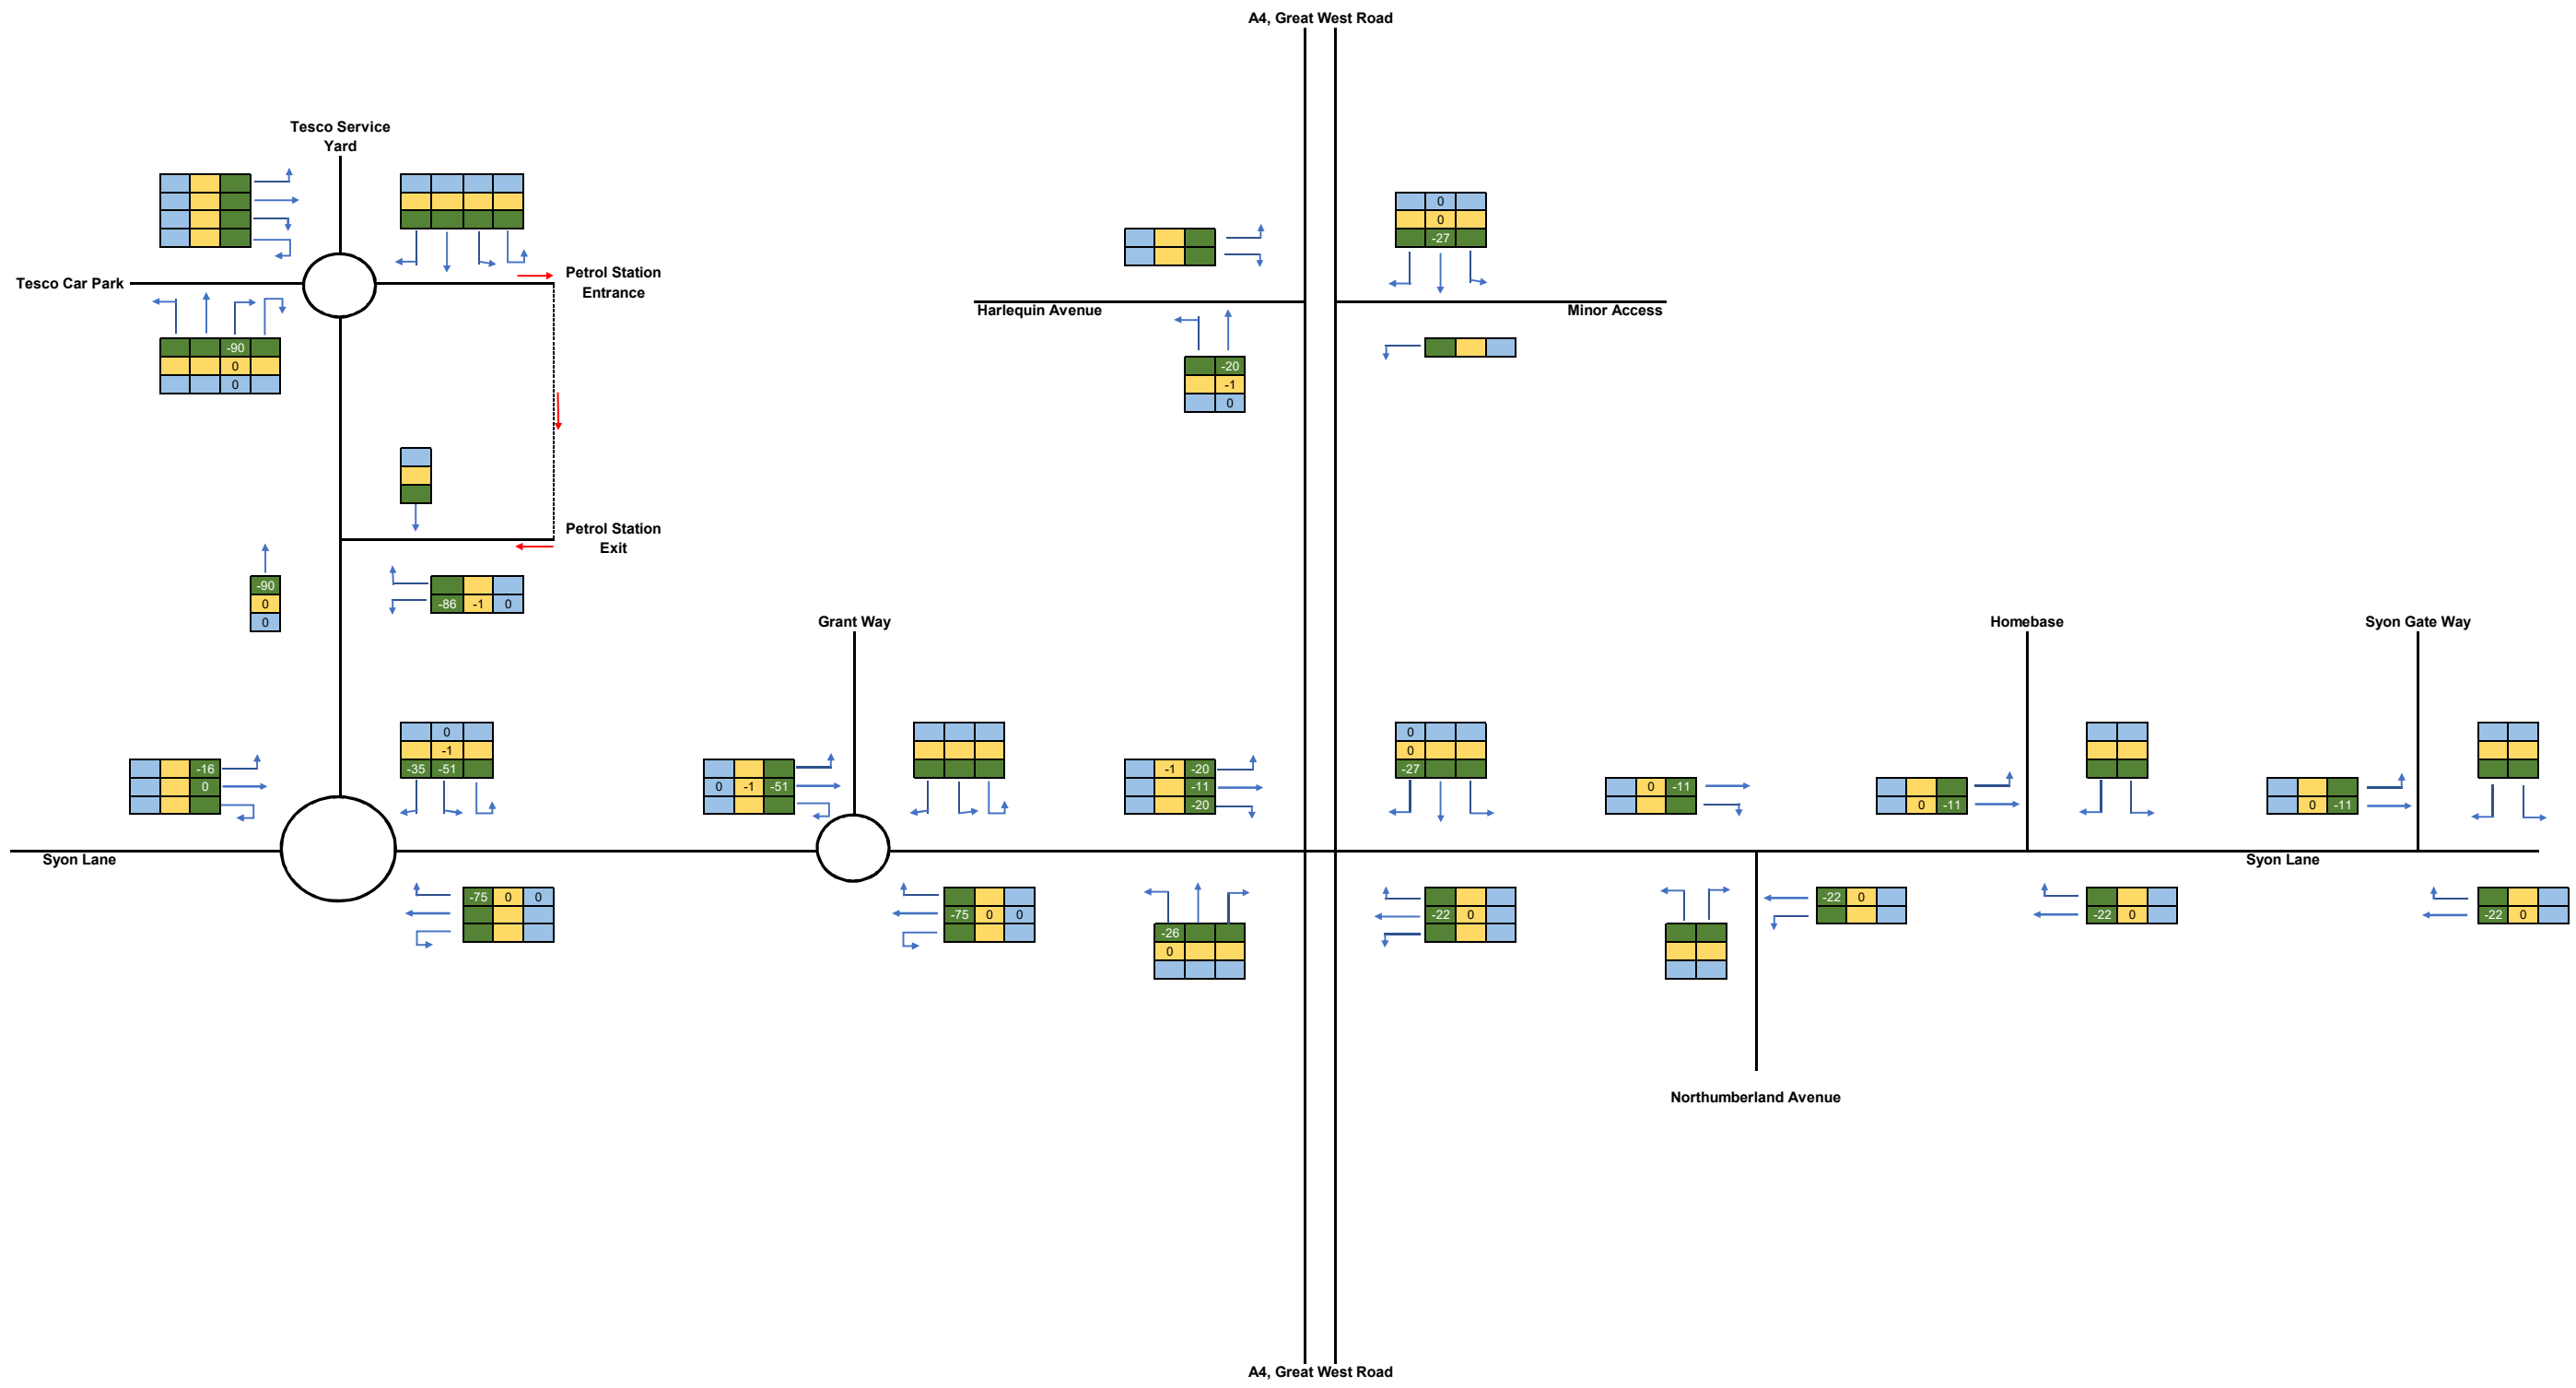 A4, Great West Road
Tesco Service
Yard
0
0
-27
Petrol Station
Entrance
Tesco Car Park
Harlequin Avenue
Minor Access
-90
0
0
-20
-1
0
Petrol Station
Exit
-90
0
0
-86 -1 0
Grant Way
Homebase
Syon Gate Way
0
-1
-35 -51
-16
0
0 -1 -51
-1 -20
-11
-20
0
0
-27
0 -11
0 -11
0 -11
Syon Lane
Syon Lane
-75 0 0
-75 0 0
-26
0
-22 0
-22 0
-22 0
-22 0
Northumberland Avenue
A4, Great West Road